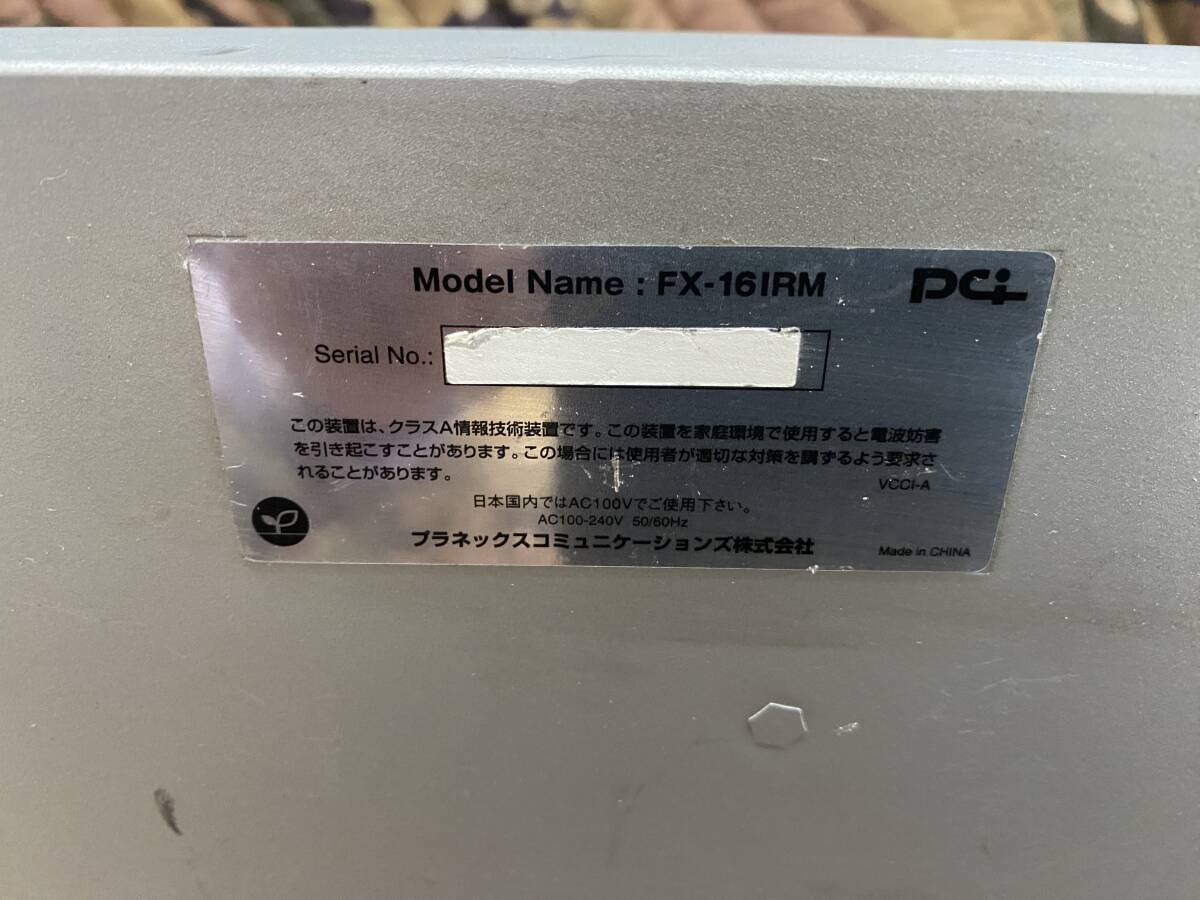 Model Name : FX-16IRM
PCi
Serial No.:
この装置は、クラスA情報技術装置です。この装置を家庭環境で使用すると電波妨害
を引き起こすことがあります。この場合には使用者が適切な対策を講ずるよう要求さ
れることがあります。
VCCI-A
日本国内ではAC100Vでご使用下さい。
AC100-240V 50/60Hz
プラネックスコミュニケーションズ株式会社
Made in CHINA